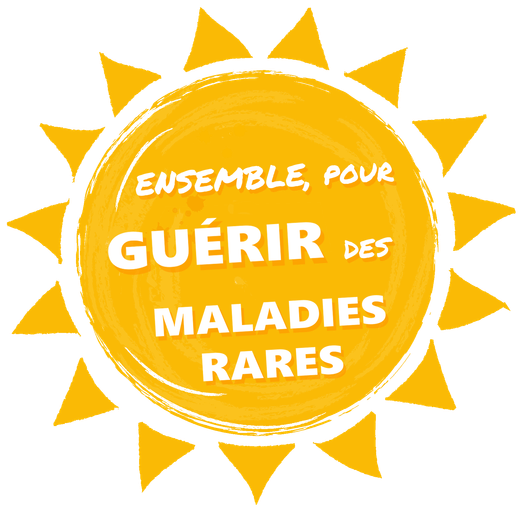 ENSEMBLE, POUR
GUÉRIR DES
MALADIES
RARES